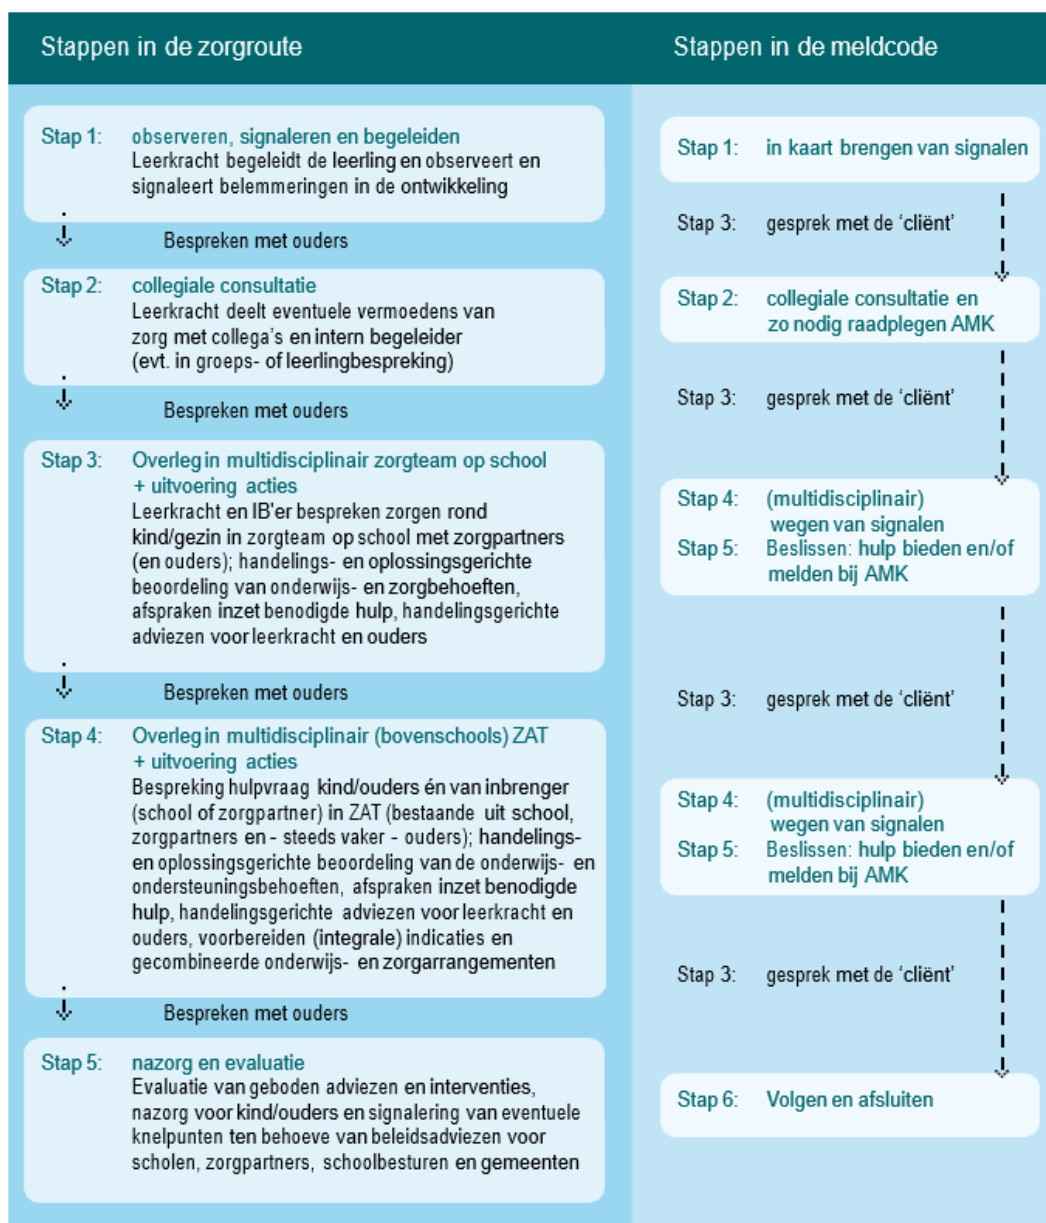 Stappen in de zorgroute
Stap 1: observeren, signaleren en begeleiden
Leerkracht begeleidt de leerling en observeert en
signaleert belemmeringen in de ontwikkeling
Bespreken met ouders
Stap 2: collegiale consultatie
Leerkracht deelt eventuele vermoedens van
zorg met collega's en intern begeleider
(evt. in groeps- of leerlingbespreking)
Bespreken met ouders
Stap 3: Overleg in multidisciplinair zorgteam op school
+ uitvoering acties
Leerkracht en IB'er bespreken zorgen rond
kind/gezin in zorgteam op school met zorgpartners
(en ouders); handelings- en oplossingsgerichte
beoordeling van onderwijs- en zorgbehoeften,
afspraken inzet benodigde hulp, handelingsgerichte
adviezen voor leerkracht en ouders
Bespreken met ouders
Stap 4: Overleg in multidisciplinair (bovenschools) ZAT
+ uitvoering acties
Bespreking hulpvraag kind/ouders én van inbrenger
(school of zorgpartner) in ZAT (bestaande uit school,
zorgpartners en - steeds vaker - ouders); handelings-
en oplossingsgerichte beoordeling van de onderwijs- en
ondersteuningsbehoeften, afspraken inzet benodigde
hulp, handelingsgerichte adviezen voor leerkracht en
ouders, voorbereiden (integrale) indicaties en
gecombineerde onderwijs- en zorgarrangementen
Bespreken met ouders
Stap 5: nazorg en evaluatie
Evaluatie van geboden adviezen en interventies,
nazorg voor kind/ouders en signalering van eventuele
knelpunten ten behoeve van beleidsadviezen voor
scholen, zorgpartners, schoolbesturen en gemeenten
Stappen in de meldcode
Stap 1: in kaart brengen van signalen
Stap 3: gesprek met de ‘cliënt’
Stap 2: collegiale consultatie en
zo nodig raadplegen AMK
Stap 3: gesprek met de ‘cliënt’
Stap 4: (multidisciplinair)
wegen van signalen
Stap 5: Beslissen: hulp bieden en/of
melden bij AMK
Stap 3: gesprek met de ‘cliënt’
Stap 4: (multidisciplinair)
wegen van signalen
Stap 5: Beslissen: hulp bieden en/of
melden bij AMK
Stap 3: gesprek met de ‘cliënt’
Stap 6: Volgen en afsluiten